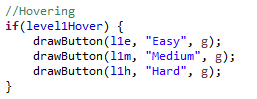 //Hovering
if(level1Hover) {
    drawButton(l1e, "Easy", g);
    drawButton(l1m, "Medium", g);
    drawButton(l1h, "Hard", g);
}